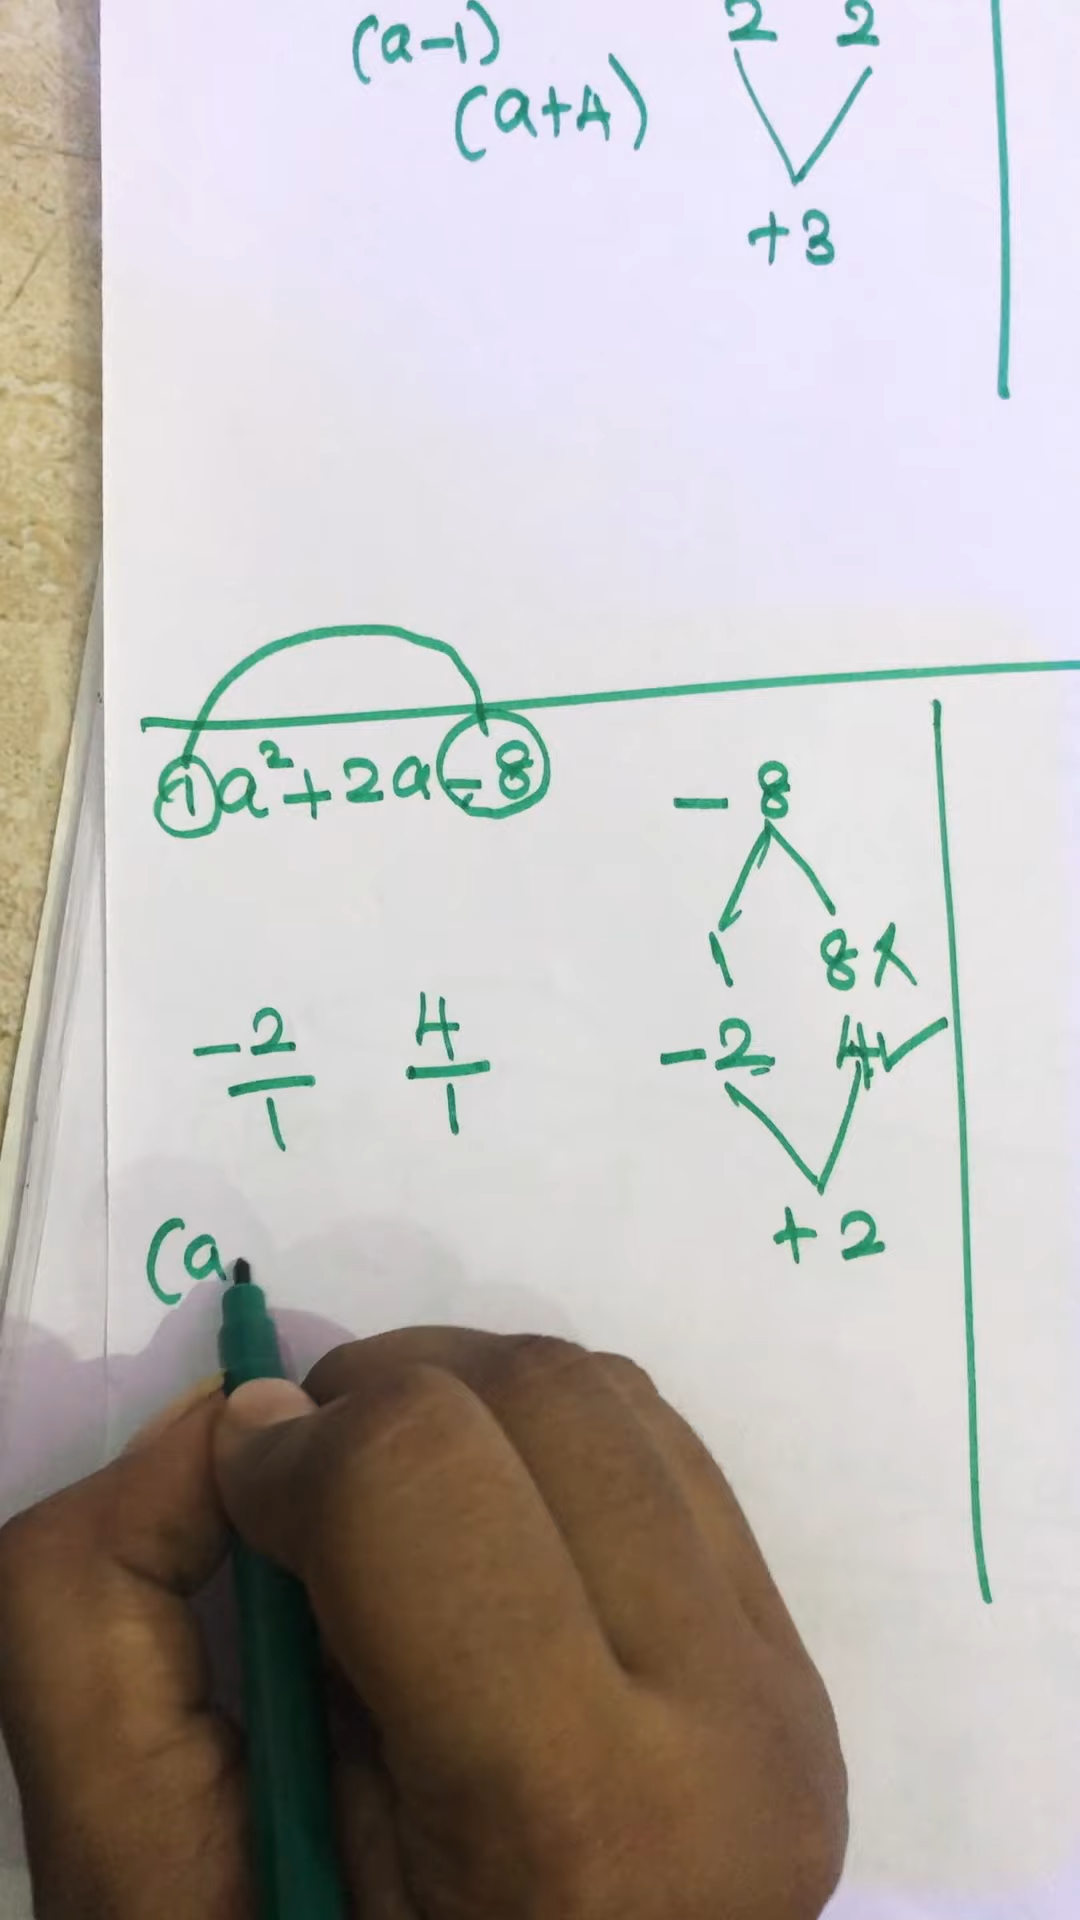 (a-1)
(a+4)
2 2
+3
1a²+2a-8
-8
1 8 x
-2 4 ✓
+2
-2/1 4/1
(a